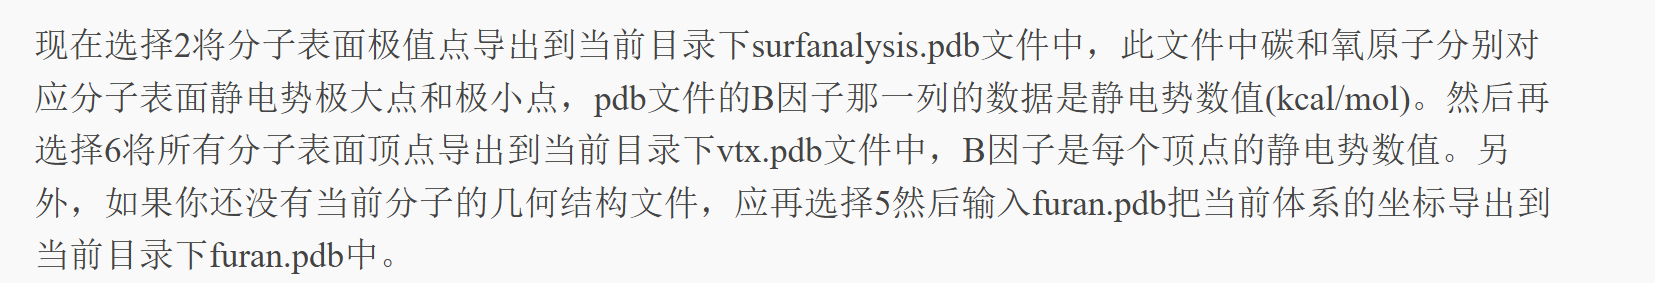 现在选择2将分子表面极值点导出到当前目录下surfanalysis.pdb文件中，此文件中碳和氧原子分别对
应分子表面静电势极大点和极小点，pdb文件的B因子那一列的数据是静电势数值(kcal/mol)。然后再
选择6将所有分子表面顶点导出到当前目录下vtx.pdb文件中，B因子是每个顶点的静电势数值。另
外，如果你还没有当前分子的几何结构文件，应再选择5然后输入furan.pdb把当前体系的坐标导出到
当前目录下furan.pdb中。